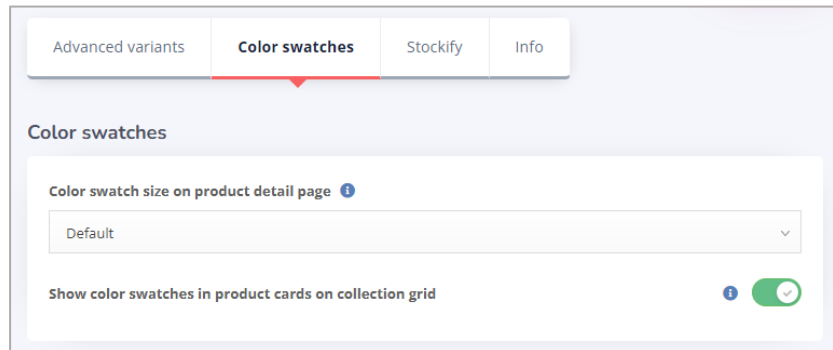 Advanced variants
Color swatches
Stockify
Info
Color swatches
Color swatch size on product detail page
Default
Show color swatches in product cards on collection grid